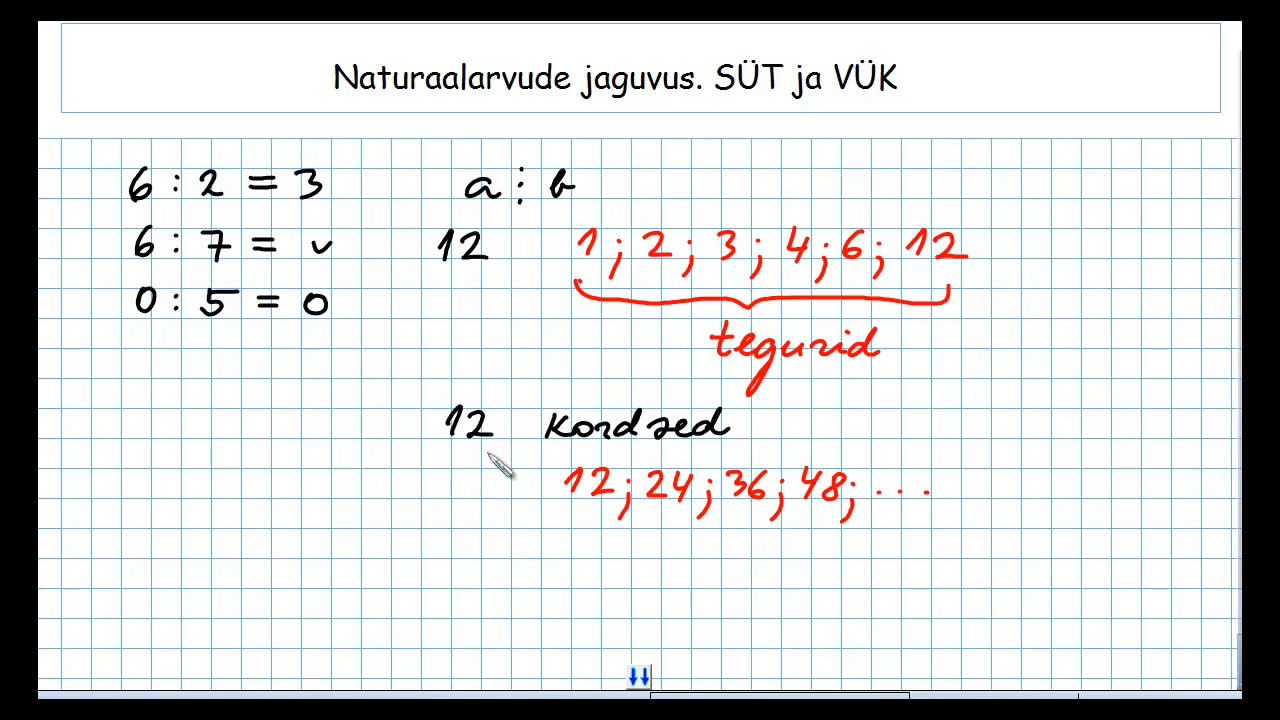 Naturaalarvude jaguvus. SÜT ja VÜK
6 : 2 = 3
6 : 7 = v
0 : 5 = 0
a ⋮ b
12 1; 2; 3; 4; 6; 12
tegurid
12 kordsed
12; 24; 36; 48; ...